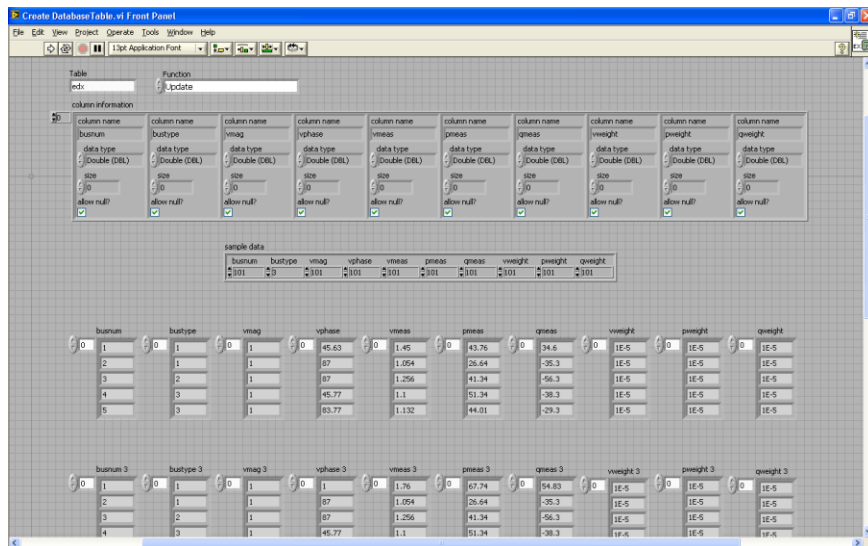 Create DatabaseTable.vi Front Panel
File Edit View Project Operate Tools Window Help
13pt Application Font
Table Function
edx Update
column information
0
column name column name column name column name column name column name column name column name column name column name
busnum bustype vmag vphase vmeas pmeas qmeas vweight pweight qweight
data type data type data type data type data type data type data type data type data type data type
Double (DBL) Double (DBL) Double (DBL) Double (DBL) Double (DBL) Double (DBL) Double (DBL) Double (DBL) Double (DBL) Double (DBL)
size size size size size size size size size size
0 0 0 0 0 0 0 0 0 0
allow null? allow null? allow null? allow null? allow null? allow null? allow null? allow null? allow null? allow null?
sample data
busnum bustype vmag vphase vmeas pmeas qmeas vweight pweight qweight
101 3 101 101 101 101 101 101 101 101
busnum bustype vmag vphase vmeas pmeas qmeas vweight pweight qweight
0 1 0 1 0 1 0 45.63 0 1.45 0 43.76 0 34.6 0 1E-5 0 1E-5 0 1E-5
2 1 1 87 1.054 26.64 -35.3 1E-5 1E-5 1E-5
3 2 1 87 1.256 41.34 -56.3 1E-5 1E-5 1E-5
4 3 1 45.77 1.1 51.34 -38.3 1E-5 1E-5 1E-5
5 3 1 83.77 1.132 44.01 -29.3 1E-5 1E-5 1E-5
busnum 3 bustype 3 vmag 3 vphase 3 vmeas 3 pmeas 3 qmeas 3 vweight 3 pweight 3 qweight 3
0 1 0 1 0 1 0 1 0 1.76 0 67.74 0 54.83 0 1E-5 0 1E-5 0 1E-5
2 1 1 87 1.054 26.64 -35.3 1E-5 1E-5 1E-5
3 2 1 87 1.256 41.34 -56.3 1E-5 1E-5 1E-5
4 3 1 45.77 1.1 51.34 -38.3 1E-5 1E-5 1E-5